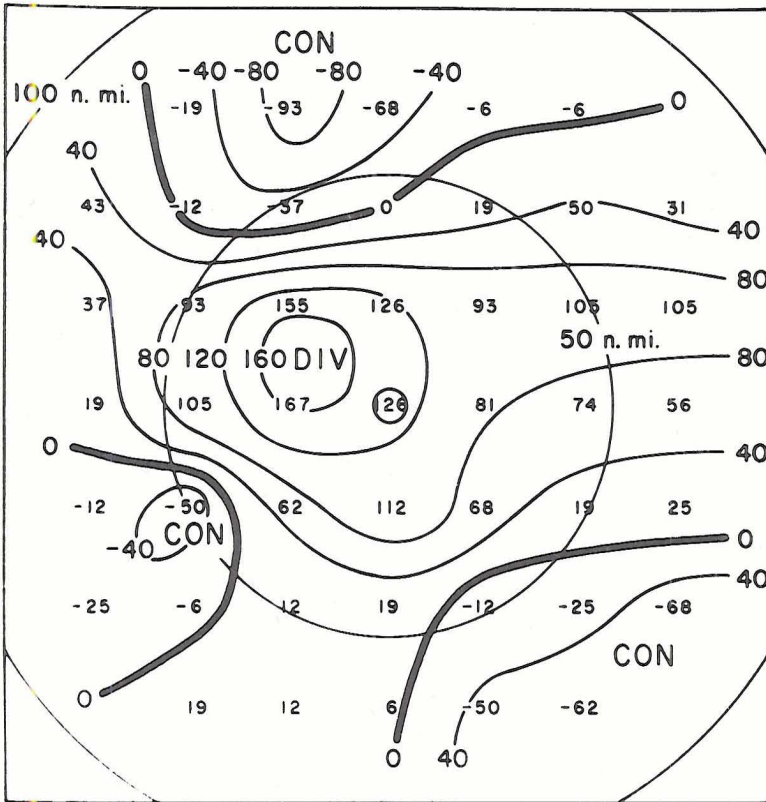 CON
0 -40 -80 -80 -40
100 n. mi. -19 -93 -68 -6 -6 0
40
43 -12 -37 0 19 50 31
40 40
80
37 93 155 126 93 105 105
50 n. mi.
80 120 160 DIV 80
19 105 167 126 81 74 56
0 40
-12 -50 62 112 68 19 25
-40 CON 0
40
-25 -6 12 19 -12 -25 -68
CON
0 19 12 6 -50 -62
0 40